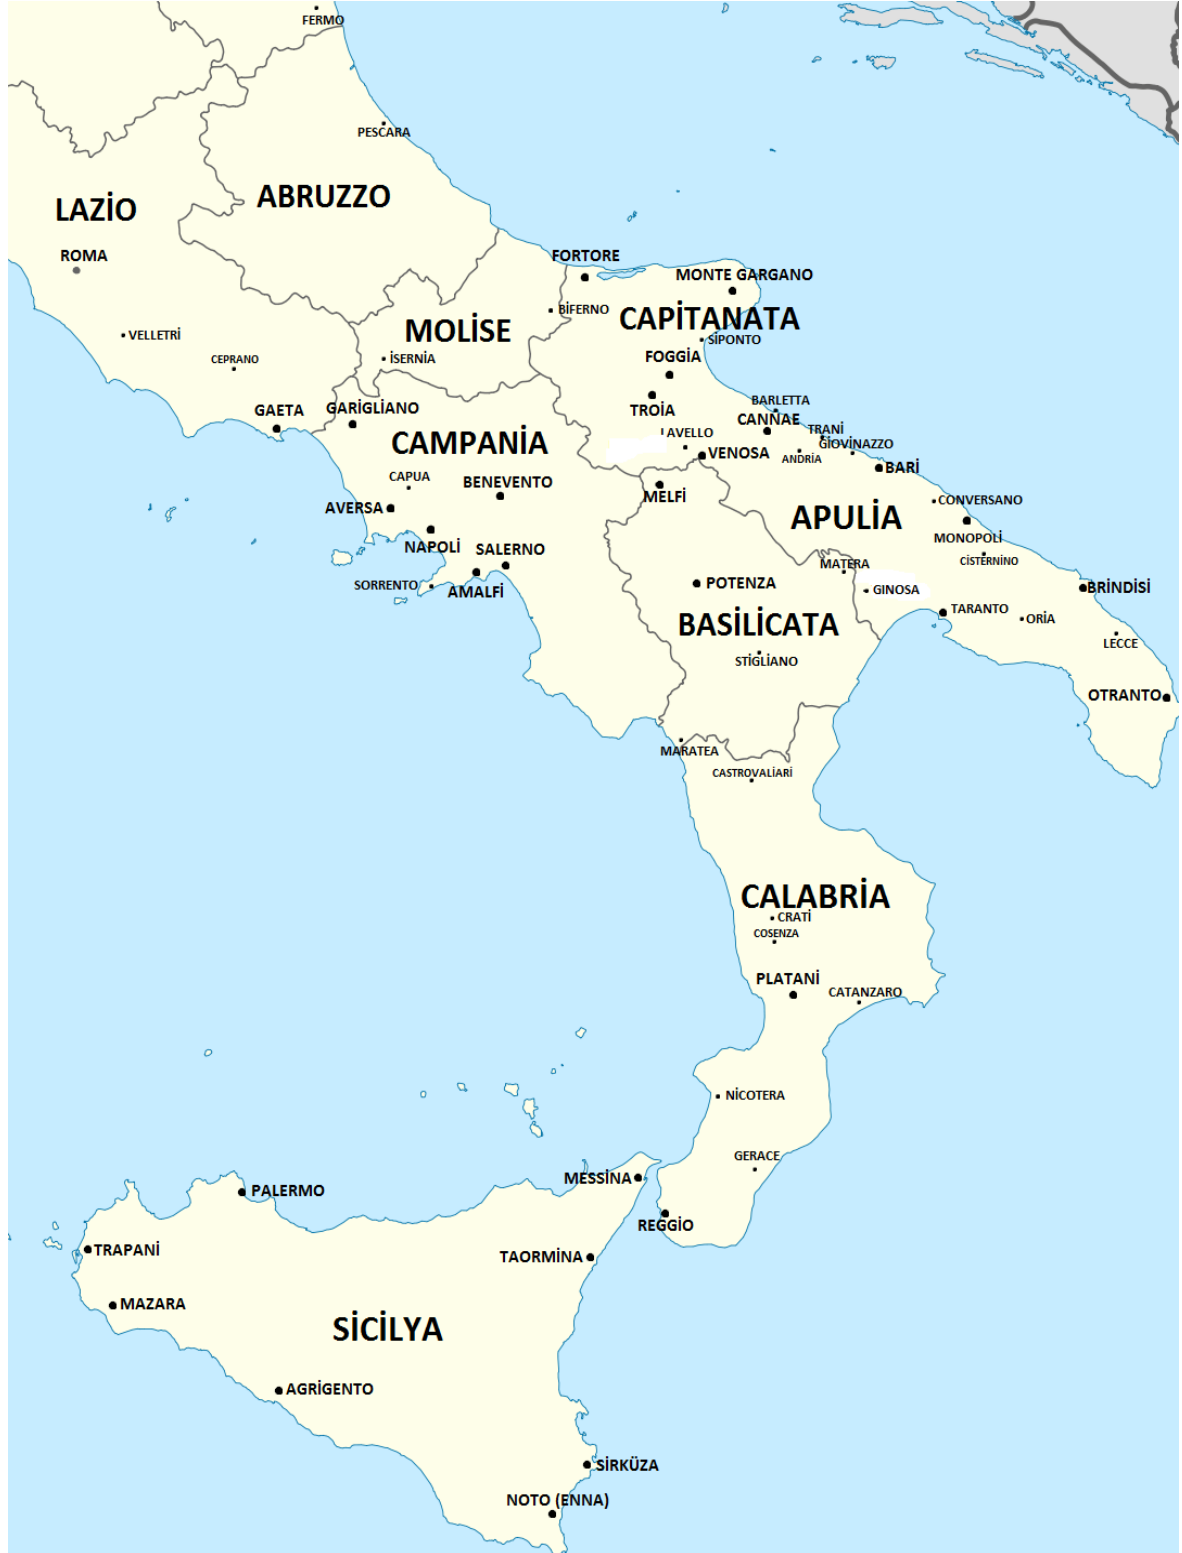 FERMO
PESCARA
ABRUZZO
LAZİO
ROMA
FORTORE
MONTE GARGANO
BİFERNO
CAPİTANATA
MOLİSE
VELLETRİ
SİPONTO
CEPRANO
İSERNİA
FOGGİA
GAETA
GARİGLİANO
TROİA
BARLETTA
CANNAE
TRANİ
GİOVİNAZZO
CAMPANİA
LAVELLO
VENOSA
ANDRİA
BARİ
CAPUA
BENEVENTO
MELFİ
CONVERSANO
AVERSA
APULİA
NAPOLİ
SALERNO
MONOPOLİ
CİSTERNİNO
MATERA
SORRENTO
AMALFİ
POTENZA
GINOSA
BRİNDİSİ
TARANTO
ORİA
BASİLİCATA
LECCE
STİGLİANO
OTRANTO
MARATEA
CASTROVALİARİ
CALABRİA
CRATİ
COSENZA
PLATANİ
CATANZARO
NİCOTERA
GERACE
MESSİNA
PALERMO
REGGİO
TRAPANİ
TAORMİNA
MAZARA
SİCİLYA
AGRİGENTO
SİRKÜZA
NOTO (ENNA)